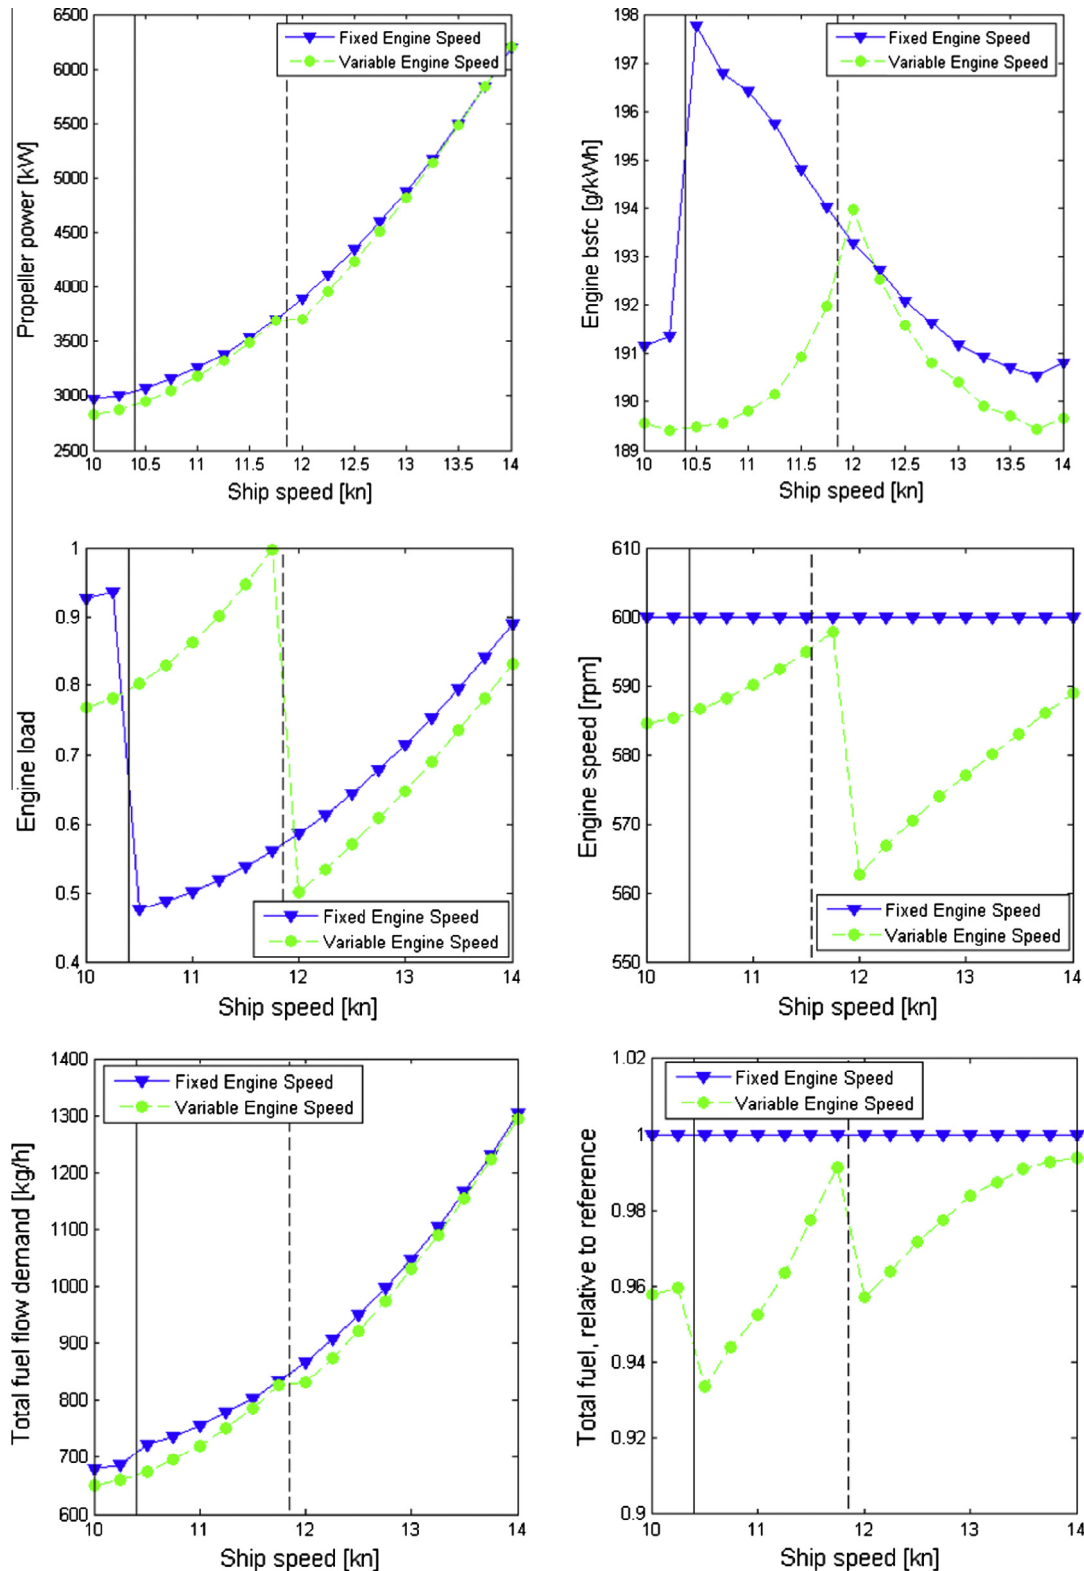 6500
6000
5500
5000
4500
4000
3500
3000
2500
10 10.5 11 11.5 12 12.5 13 13.5 14
Propeller power [kW]
Ship speed [kn]
Fixed Engine Speed
Variable Engine Speed
198
197
196
195
194
193
192
191
190
189
10 10.5 11 11.5 12 12.5 13 13.5 14
Engine bsfc [g/kWh]
Ship speed [kn]
Fixed Engine Speed
Variable Engine Speed
1
0.9
0.8
0.7
0.6
0.5
0.4
10 11 12 13 14
Engine load
Ship speed [kn]
Fixed Engine Speed
Variable Engine Speed
610
600
590
580
570
560
550
10 11 12 13 14
Engine speed [rpm]
Ship speed [kn]
Fixed Engine Speed
Variable Engine Speed
1400
1300
1200
1100
1000
900
800
700
600
10 11 12 13 14
Total fuel flow demand [kg/h]
Ship speed [kn]
Fixed Engine Speed
Variable Engine Speed
1.02
1
0.98
0.96
0.94
0.92
0.9
10 11 12 13 14
Total fuel, relative to reference
Ship speed [kn]
Fixed Engine Speed
Variable Engine Speed